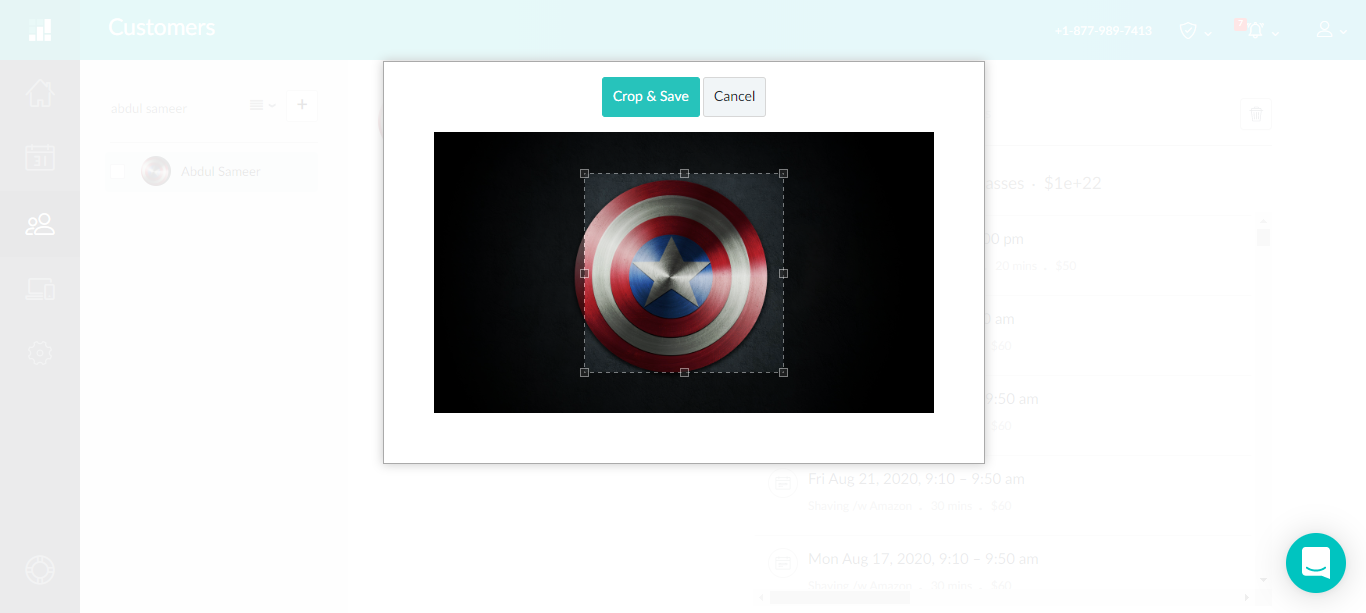 Customers
+1-877-989-7413
7
Crop & Save
Cancel
abdul sameer
+
31
Abdul Sameer
asses · $1e+22
00 pm
20 mins . $50
0 am
$60
9:50 am
$60
Fri Aug 21, 2020, 9:10 – 9:50 am
Shaving /w Amazon . 30 mins . $60
Mon Aug 17, 2020, 9:10 – 9:50 am
Shaving /w Amazon . 30 mins . $60